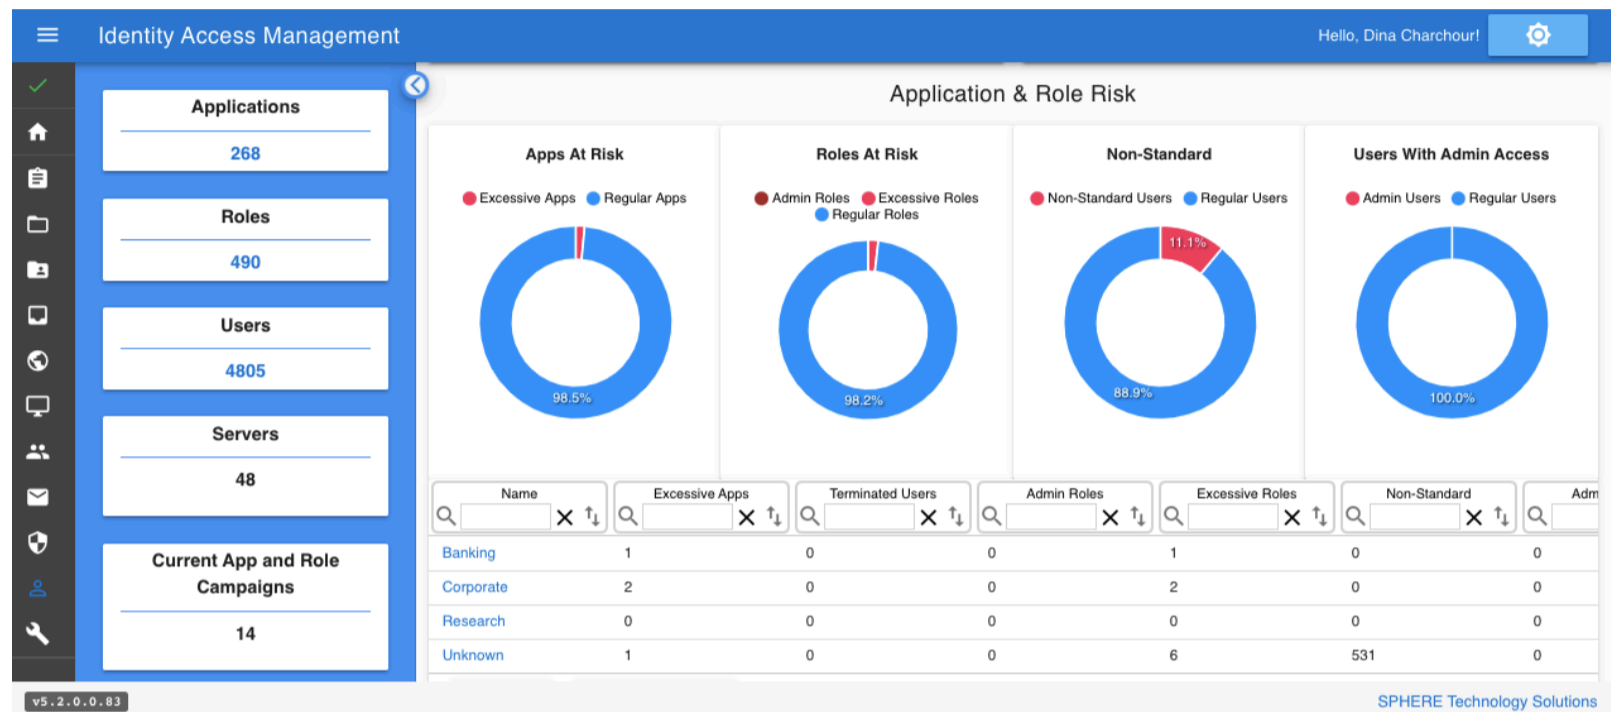 Identity Access Management
Hello, Dina Charchour!
Applications
268
Roles
490
Users
4805
Servers
48
Current App and Role
Campaigns
14
Application & Role Risk
Apps At Risk
Excessive Apps Regular Apps
98.5%
Roles At Risk
Admin Roles Excessive Roles
Regular Roles
98.2%
Non-Standard
Non-Standard Users Regular Users
11.1%
88.9%
Users With Admin Access
Admin Users Regular Users
100.0%
Name Excessive Apps Terminated Users Admin Roles Excessive Roles Non-Standard Adm
Banking 1 0 0 1 0 0
Corporate 2 0 0 2 0 0
Research 0 0 0 0 0 0
Unknown 1 0 0 6 531 0
v5.2.0.0.83
SPHERE Technology Solutions